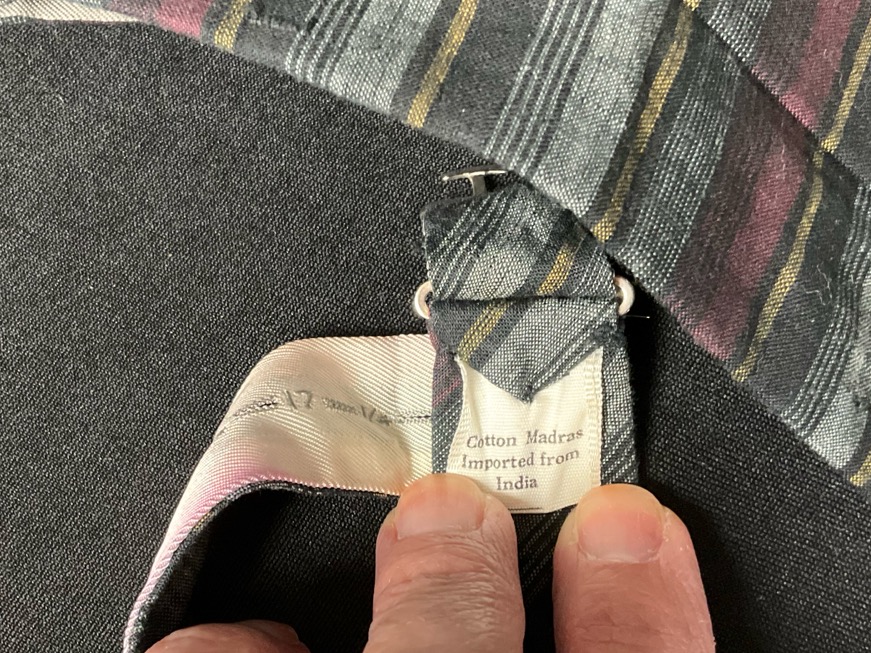 Cotton Madras
Imported from
India